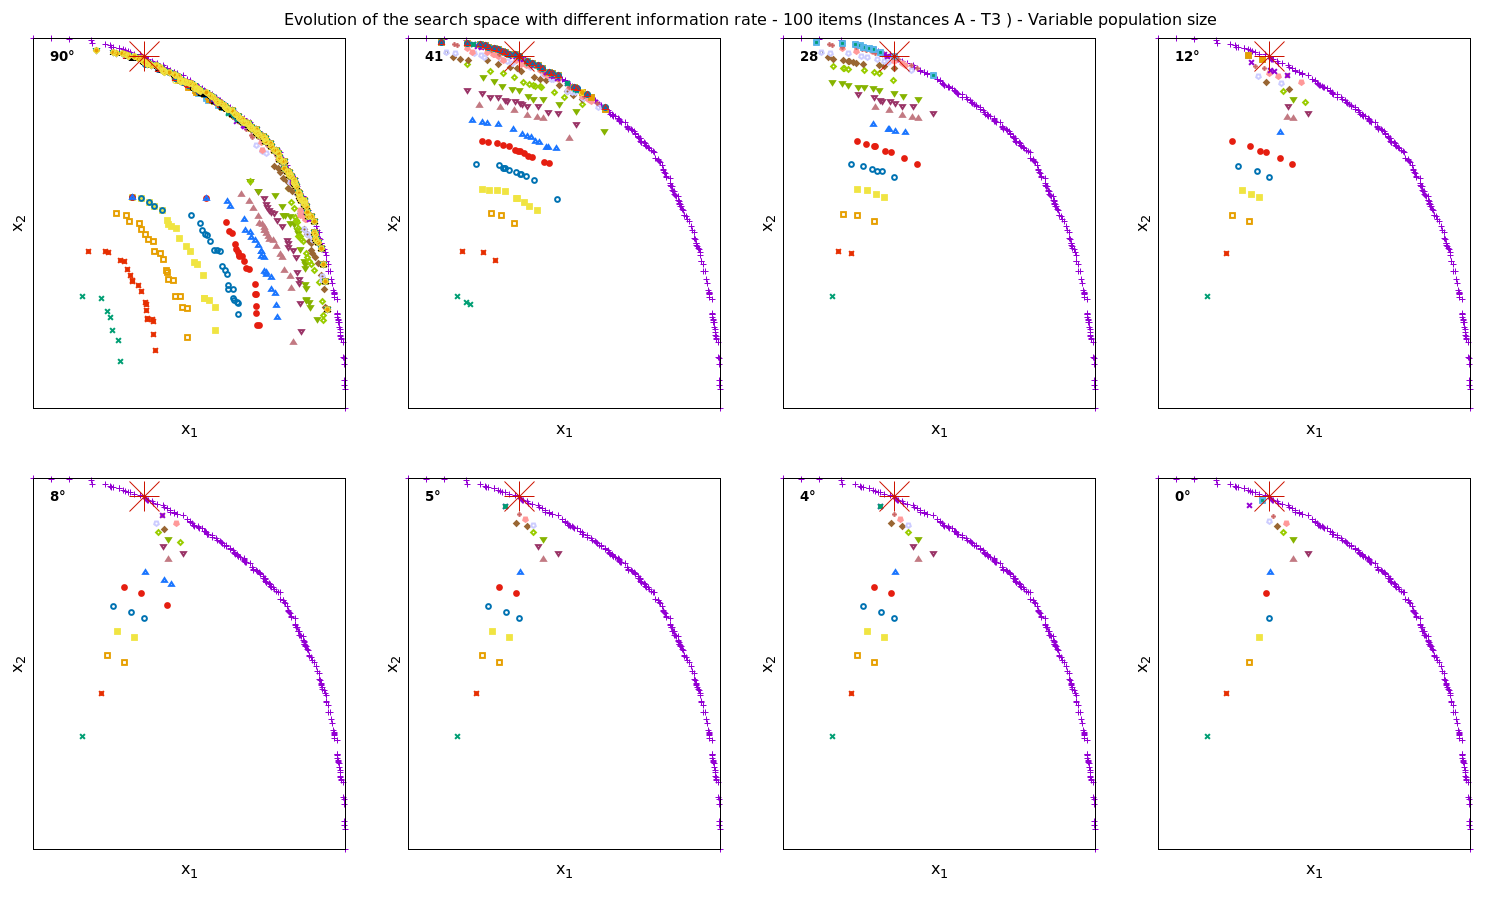 Evolution of the search space with different information rate - 100 items (Instances A - T3 ) - Variable population size
90°
41
28
12°
x2
x2
x2
x2
x1
x1
x1
x1
8°
5°
4°
0°
x2
x2
x2
x2
x1
x1
x1
x1